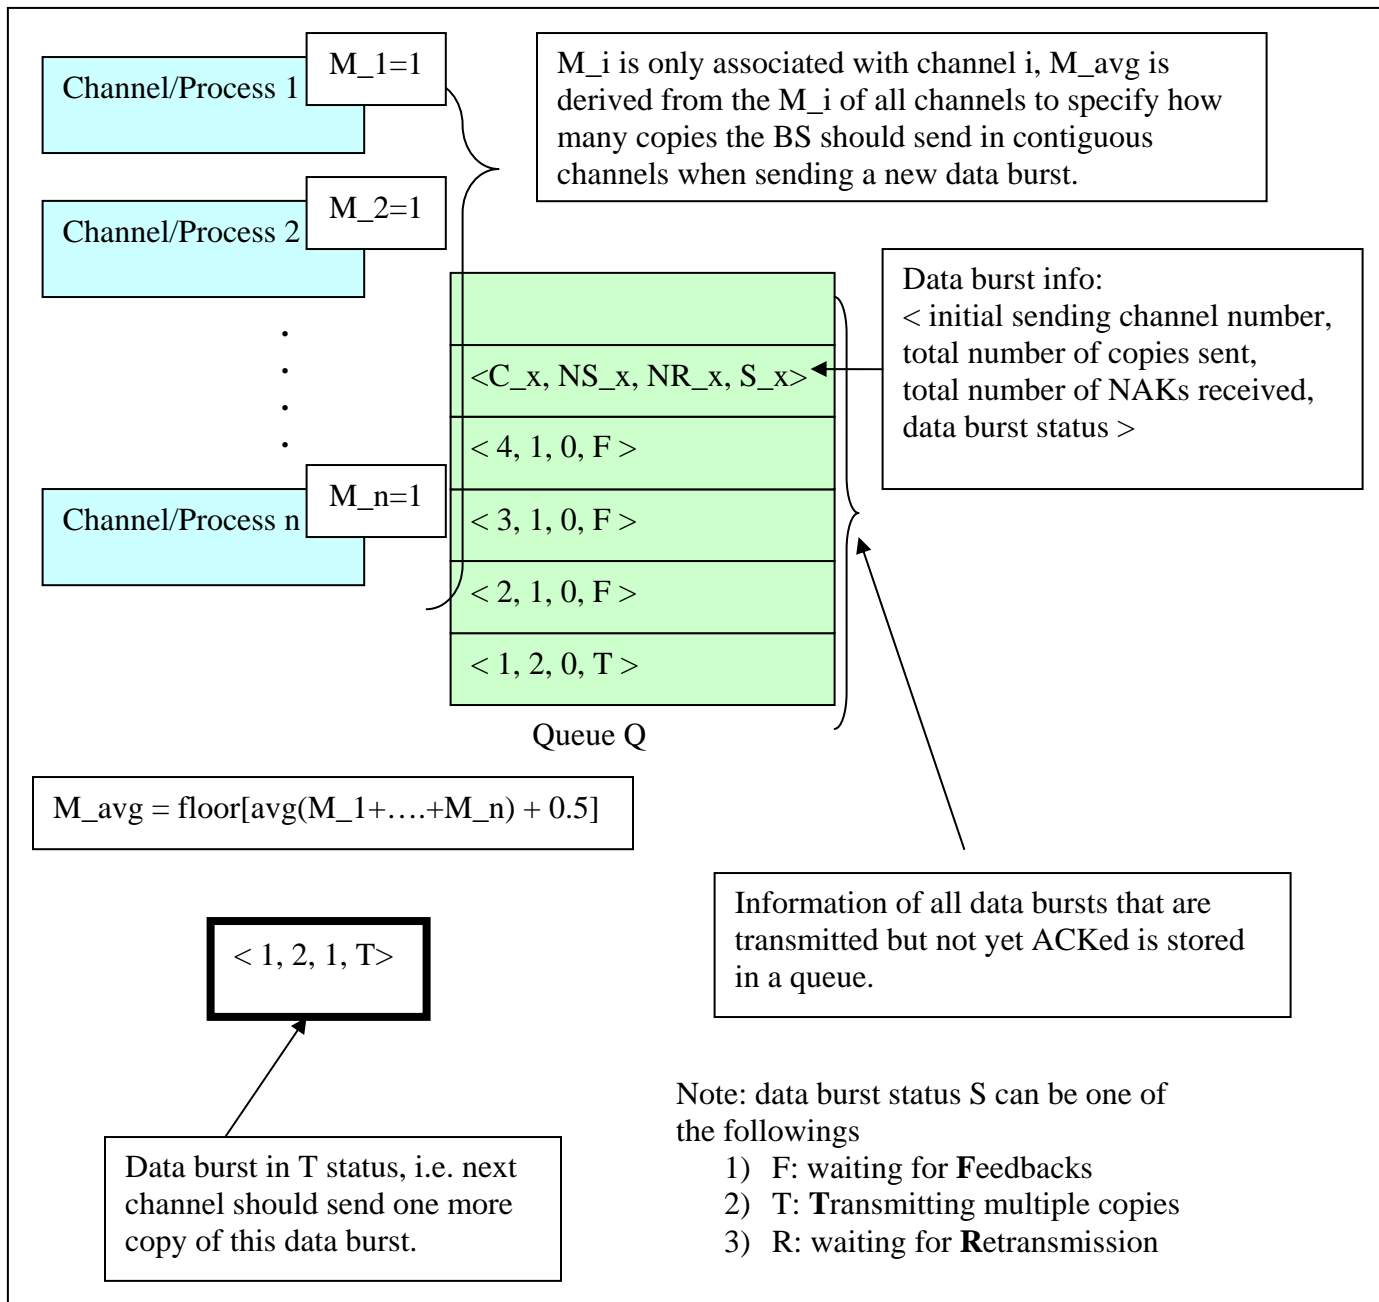 Channel/Process 1
M_1=1
M_i is only associated with channel i, M_avg is
derived from the M_i of all channels to specify how
many copies the BS should send in contiguous
channels when sending a new data burst.
Channel/Process 2
M_2=1
Data burst info:
< initial sending channel number,
total number of copies sent,
total number of NAKs received,
data burst status >
<C_x, NS_x, NR_x, S_x>
< 4, 1, 0, F >
Channel/Process n
M_n=1
< 3, 1, 0, F >
< 2, 1, 0, F >
< 1, 2, 0, T >
Queue Q
M_avg = floor[avg(M_1+….+M_n) + 0.5]
Information of all data bursts that are
transmitted but not yet ACKed is stored
in a queue.
< 1, 2, 1, T>
Data burst in T status, i.e. next
channel should send one more
copy of this data burst.
Note: data burst status S can be one of
the followings
1) F: waiting for Feedbacks
2) T: Transmitting multiple copies
3) R: waiting for Retransmission